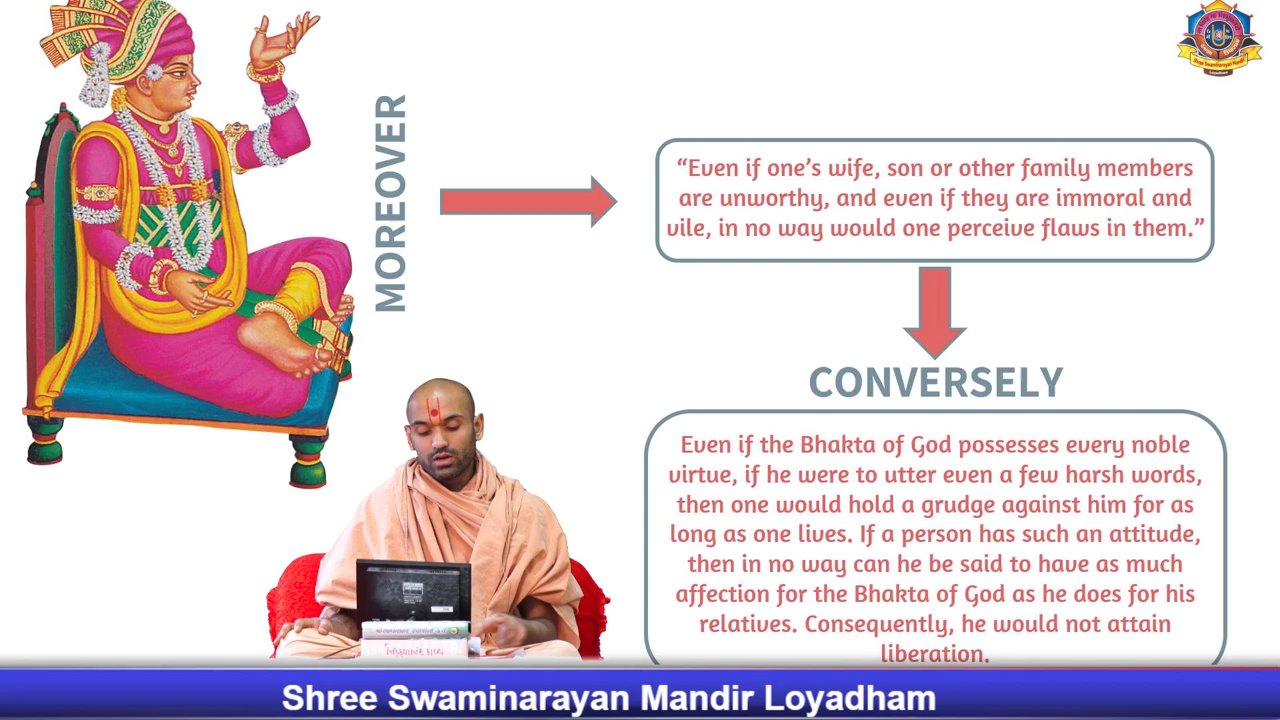 MOREOVER
“Even if one’s wife, son or other family members
are unworthy, and even if they are immoral and
vile, in no way would one perceive flaws in them.”
CONVERSELY
Even if the Bhakta of God possesses every noble
virtue, if he were to utter even a few harsh words,
then one would hold a grudge against him for as
long as one lives. If a person has such an attitude,
then in no way can he be said to have as much
affection for the Bhakta of God as he does for his
relatives. Consequently, he would not attain
liberation.
Shree Swaminarayan Mandir
Loyadham
Shree Swaminarayan Mandir Loyadham